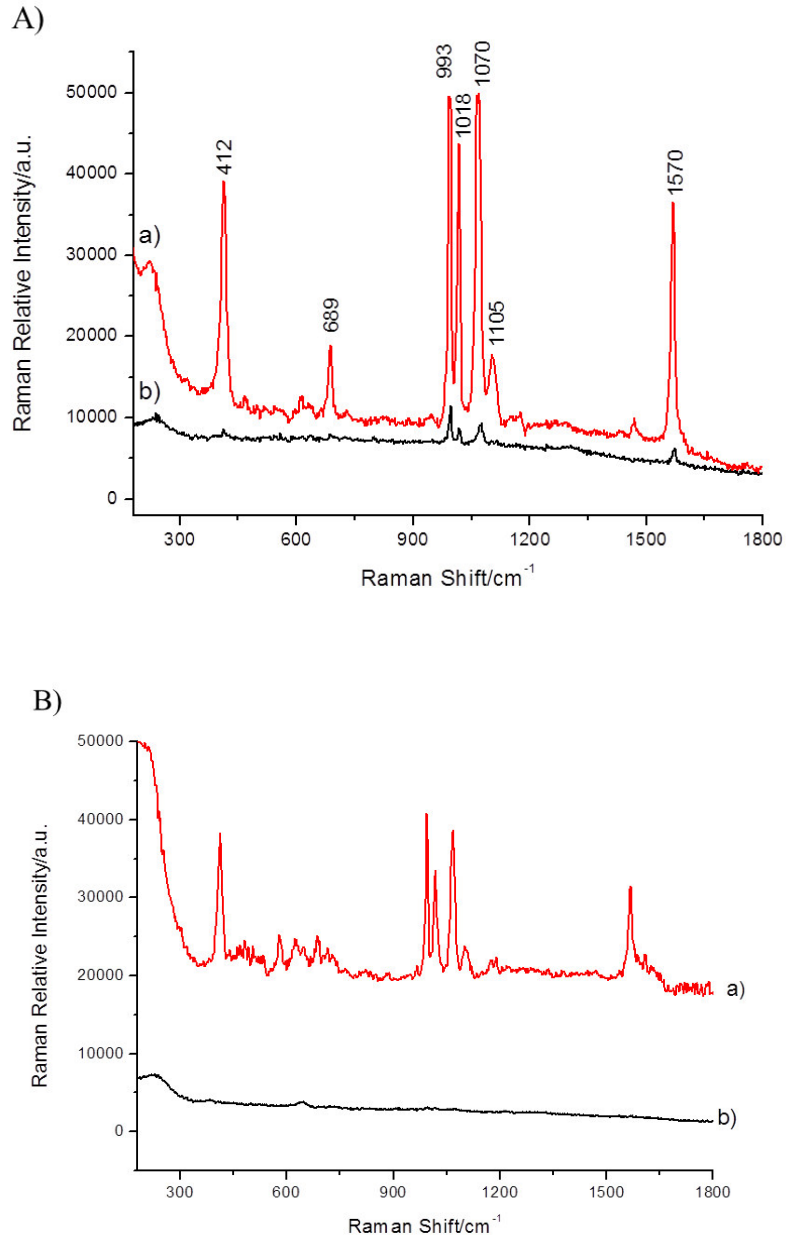 A)
993
1018
1070
412
1570
689
1105
a)
b)
50000
40000
30000
20000
10000
0
Raman Relative Intensity/a.u.
300 600 900 1200 1500 1800
Raman Shift/cm⁻¹
B)
50000
40000
30000
20000
10000
0
Raman Relative Intensity/a.u.
a)
b)
300 600 900 1200 1500 1800
Raman Shift/cm⁻¹